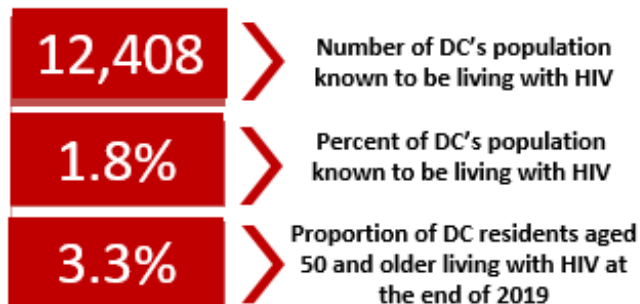 12,408
Number of DC's population
known to be living with HIV
1.8%
Percent of DC's population
known to be living with HIV
3.3%
Proportion of DC residents aged
50 and older living with HIV at
the end of 2019